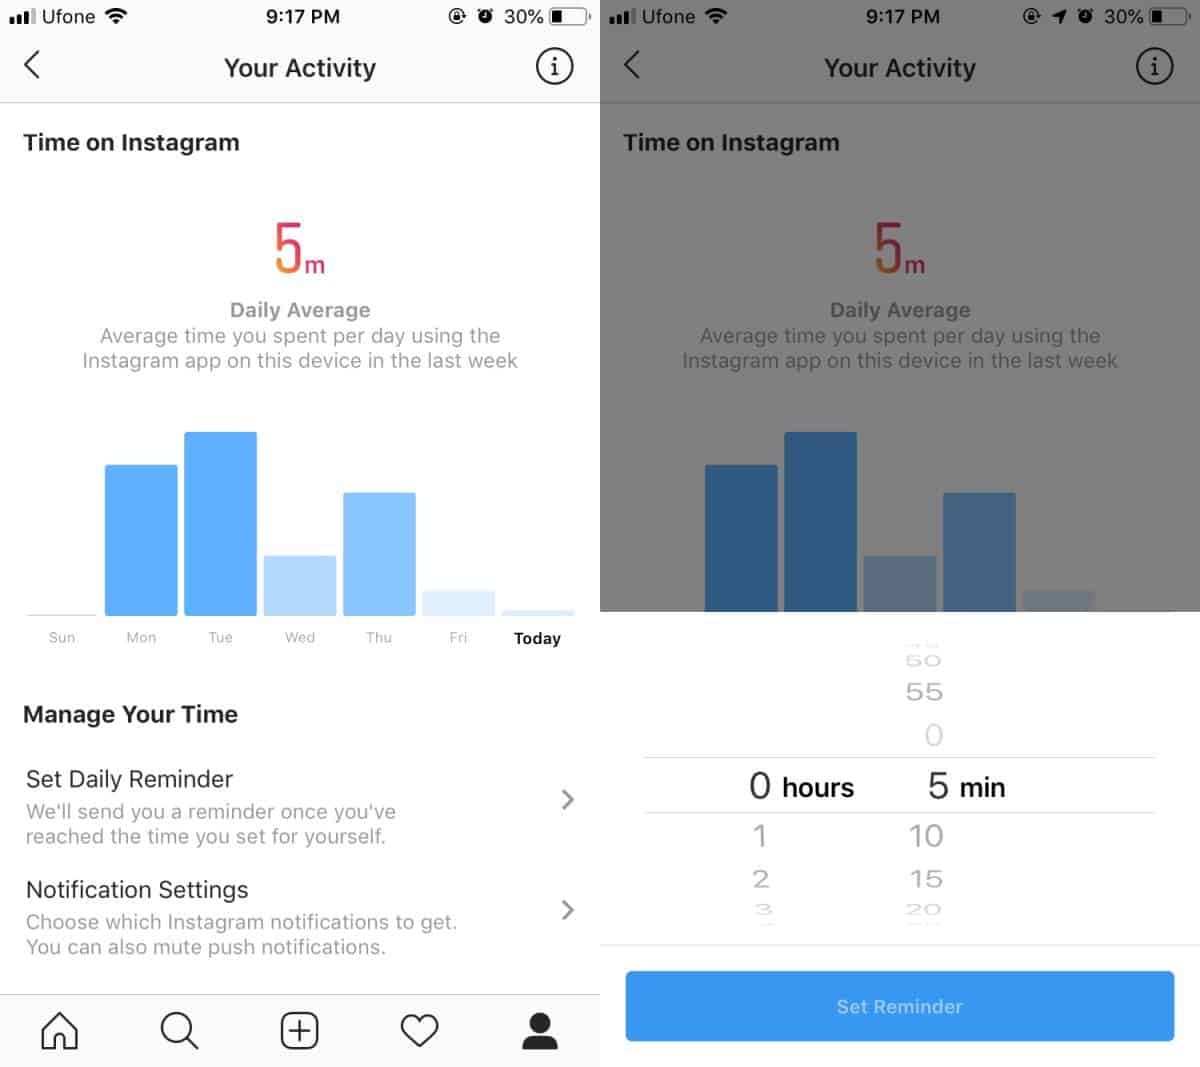 Ufone 9:17 PM 30%
Your Activity
Time on Instagram
5m
Daily Average
Average time you spent per day using the
Instagram app on this device in the last week
Sun Mon Tue Wed Thu Fri Today
Manage Your Time
Set Daily Reminder
We'll send you a reminder once you've
reached the time you set for yourself.
Notification Settings
Choose which Instagram notifications to get.
You can also mute push notifications.
Ufone 9:17 PM 30%
Your Activity
Time on Instagram
5m
Daily Average
Average time you spent per day using the
Instagram app on this device in the last week
50
55
0
0 hours 5 min
1 10
2 15
3 20
Set Reminder